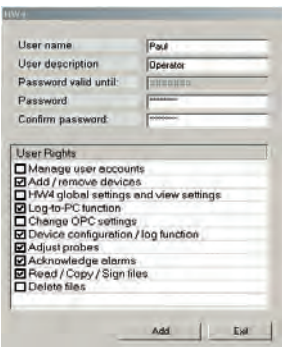 HW4
User name Paul
User description Operator
Password valid until:
Password ********
Confirm password: ********
User Rights
Manage user accounts
Add / remove devices
HW4 global settings and view settings
Log-to-PC function
Change OPC settings
Device configuration / log function
Adjust probes
Acknowledge alarms
Read / Copy / Sign files
Delete files
Add Exit